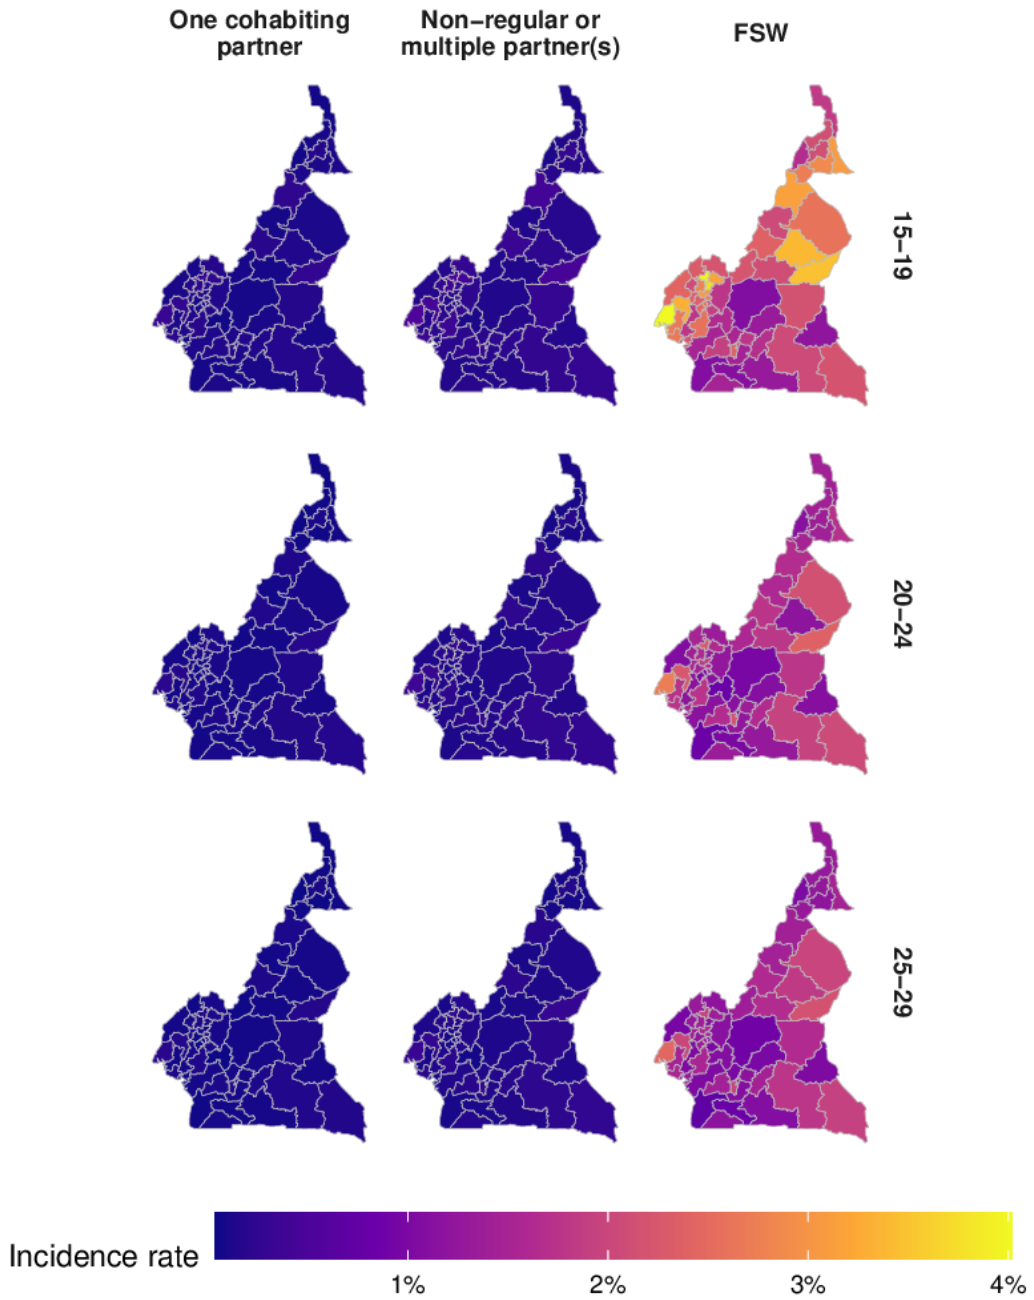 One cohabiting
partner
Non−regular or
multiple partner(s)
FSW
15−19
20−24
25−29
Incidence rate
1%
2%
3%
4%